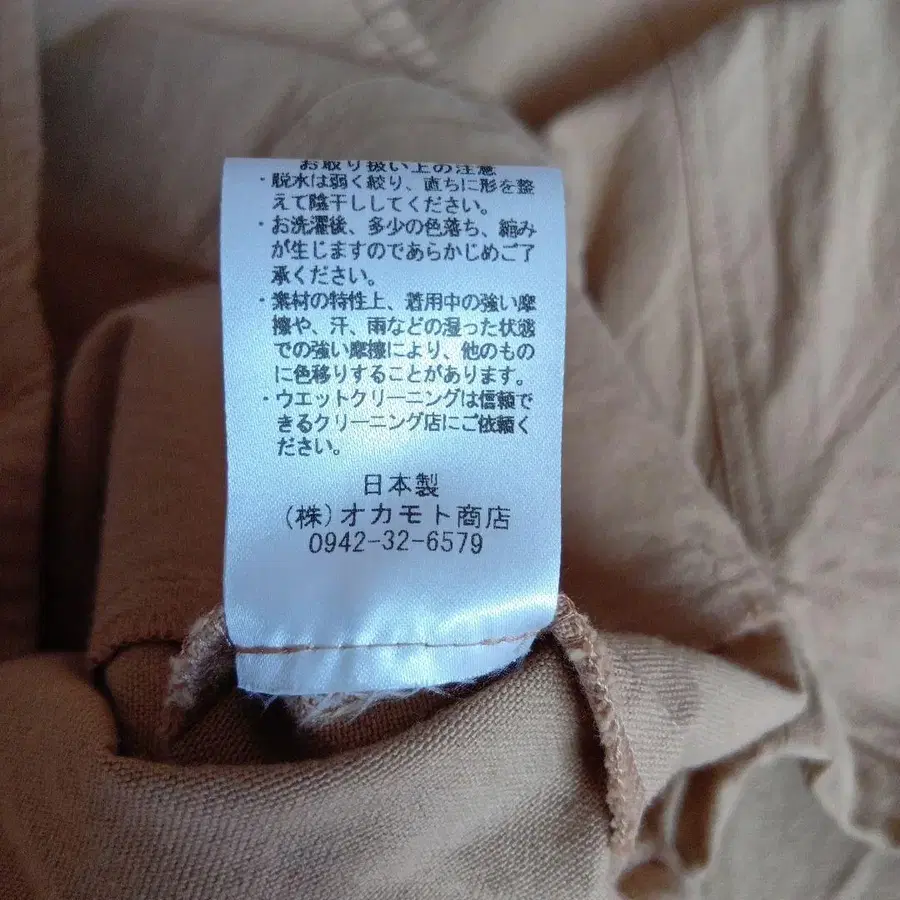 お取り扱い上の注意
・脱水は弱く絞り、直ちに形を整
えて陰干ししてください。
・お洗濯後、多少の色落ち、縮み
が生じますのであらかじめご了
承ください。
・素材の特性上、着用中の強い摩
擦や、汗、雨などの湿った状態
での強い摩擦により、他のもの
に色移りすることがあります。
・ウエットクリーニングは信頼で
きるクリーニング店にご依頼く
ださい。
日本製
(株)オカモト商店
0942-32-6579